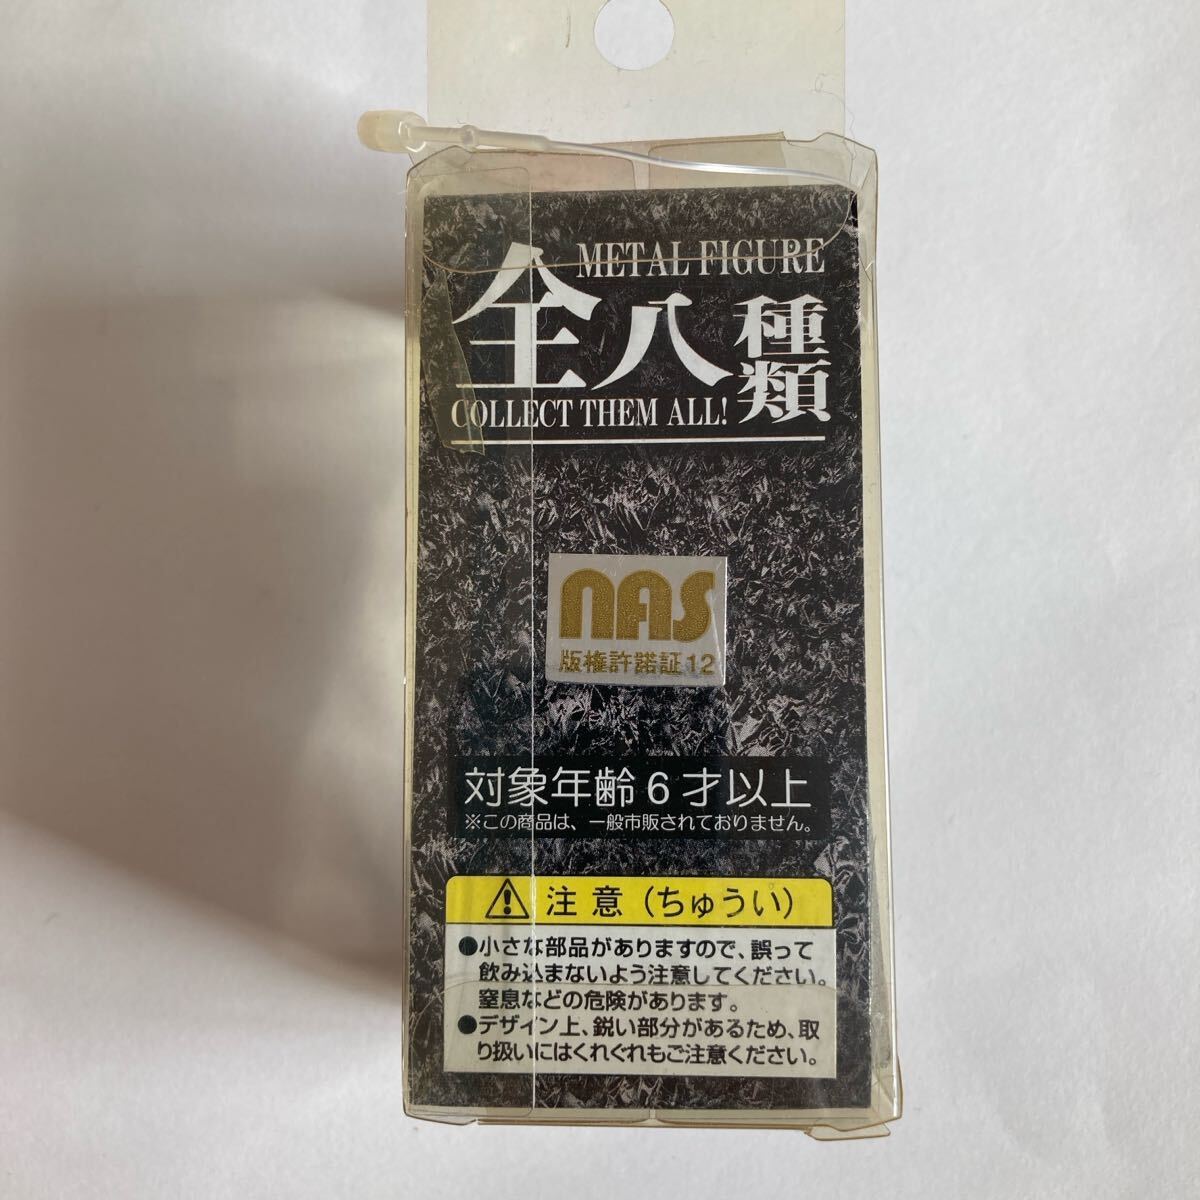 METAL FIGURE
全八種類
COLLECT THEM ALL!
nas
版権許諾証12
対象年齢6才以上
※この商品は、一般市販されておりません。
⚠注意(ちゅうい)
●小さな部品がありますので、誤って
飲み込まないよう注意してください。
窒息などの危険があります。
●デザイン上、鋭い部分があるため、取
り扱いにはくれぐれもご注意ください。